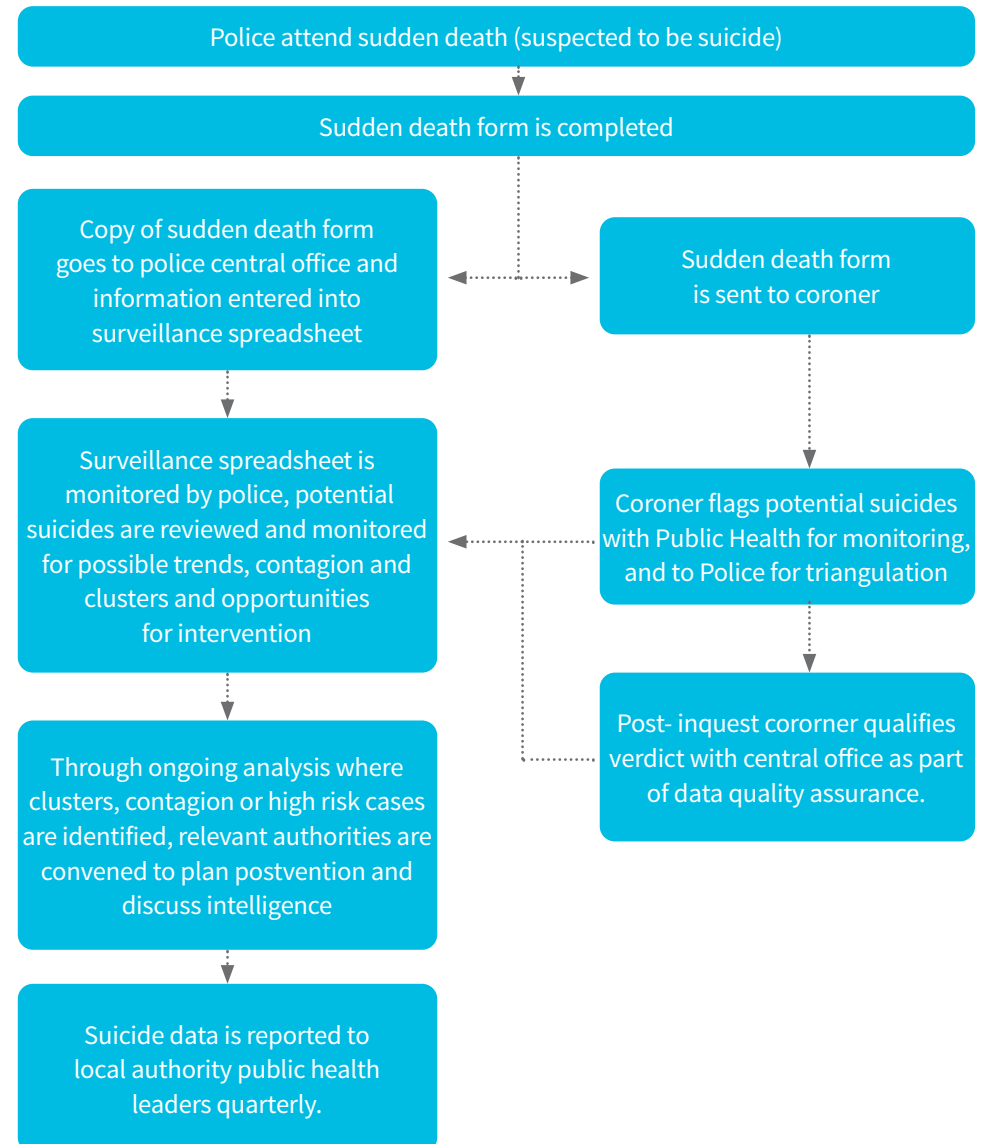 Police attend sudden death (suspected to be suicide)
Sudden death form is completed
Copy of sudden death form
goes to police central office and
information entered into
surveillance spreadsheet
Sudden death form
is sent to coroner
Surveillance spreadsheet is
monitored by police, potential
suicides are reviewed and monitored
for possible trends, contagion and
clusters and opportunities
for intervention
Coroner flags potential suicides
with Public Health for monitoring,
and to Police for triangulation
Post- inquest cororner qualifies
verdict with central office as part
of data quality assurance.
Through ongoing analysis where
clusters, contagion or high risk cases
are identified, relevant authorities are
convened to plan postvention and
discuss intelligence
Suicide data is reported to
local authority public health
leaders quarterly.